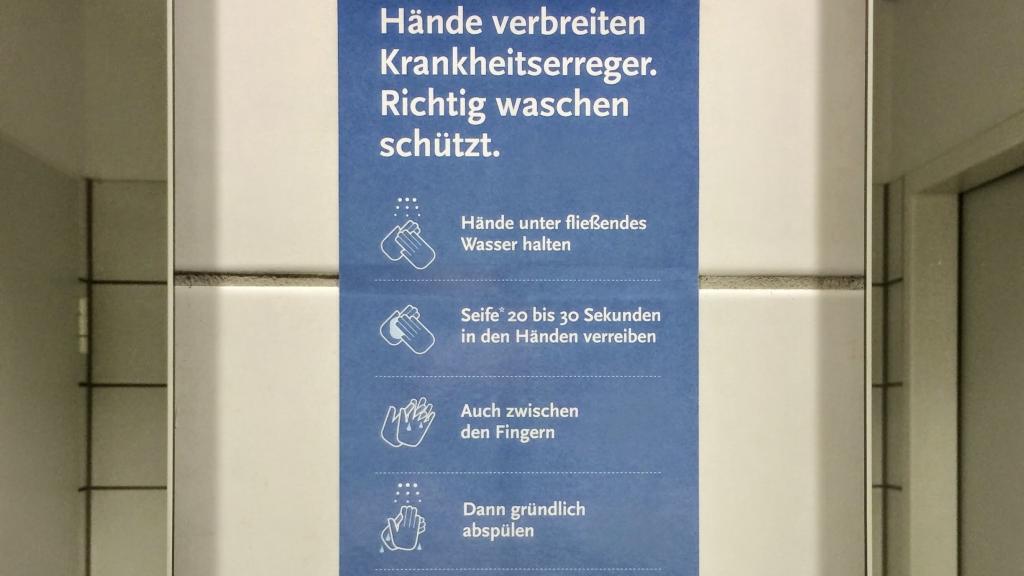 Hände verbreiten
Krankheitserreger.
Richtig waschen
schützt.
Hände unter fließendes
Wasser halten
Seife* 20 bis 30 Sekunden
in den Händen verreiben
Auch zwischen
den Fingern
Dann gründlich
abspülen